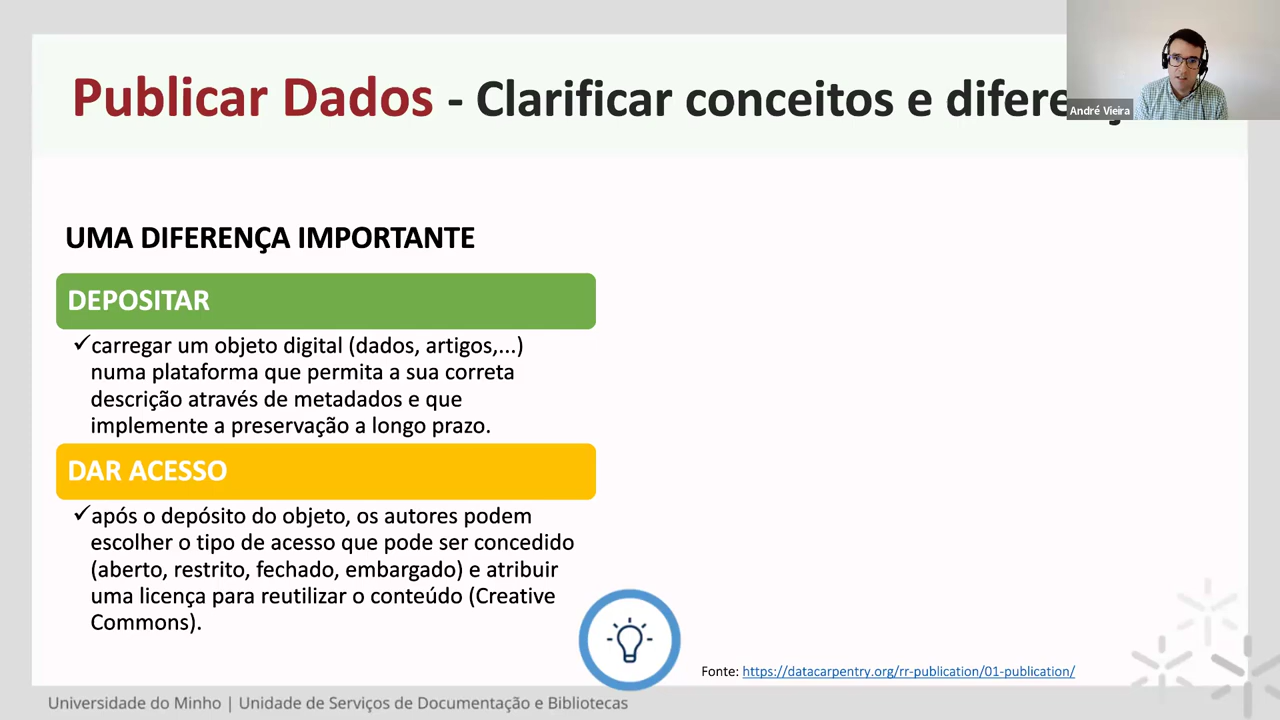 Publicar Dados - Clarificar conceitos e
André Vieira
UMA DIFERENÇA IMPORTANTE
DEPOSITAR
✓carregar um objeto digital (dados, artigos,...)
numa plataforma que permita a sua correta
descrição através de metadados e que
implemente a preservação a longo prazo.
DAR ACESSO
✓após o depósito do objeto, os autores podem
escolher o tipo de acesso que pode ser concedido
(aberto, restrito, fechado, embargado) e atribuir
uma licença para reutilizar o conteúdo (Creative
Commons).
Fonte: https://datacarpentry.org/rr-publication/01-publication/
Universidade do Minho | Unidade de Serviços de Documentação e Bibliotecas